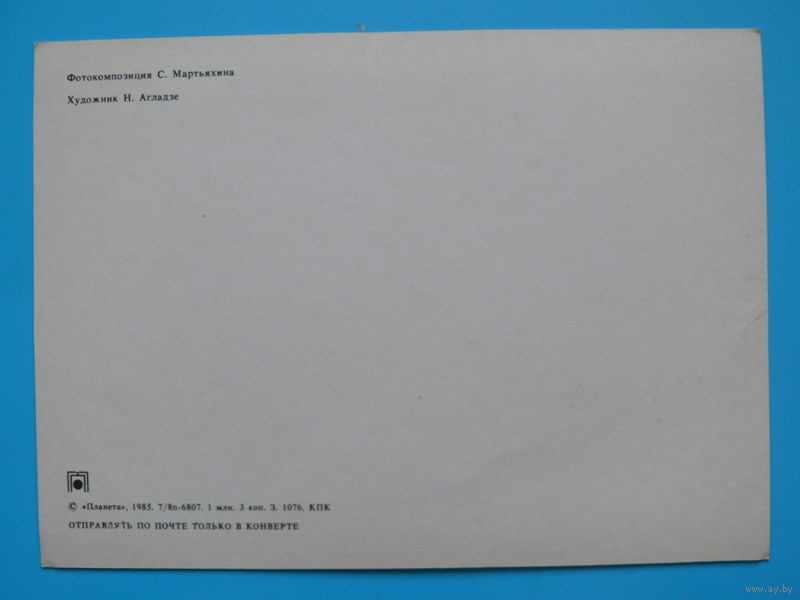 Фотокомпозиция С. Мартьяхина
Художник Н. Агладзе
© «Планета», 1985. 7/8п-6807. 1 млн. 3 коп. З. 1076. КПК
ОТПРАВЛЯТЬ ПО ПОЧТЕ ТОЛЬКО В КОНВЕРТЕ
www.ay.by